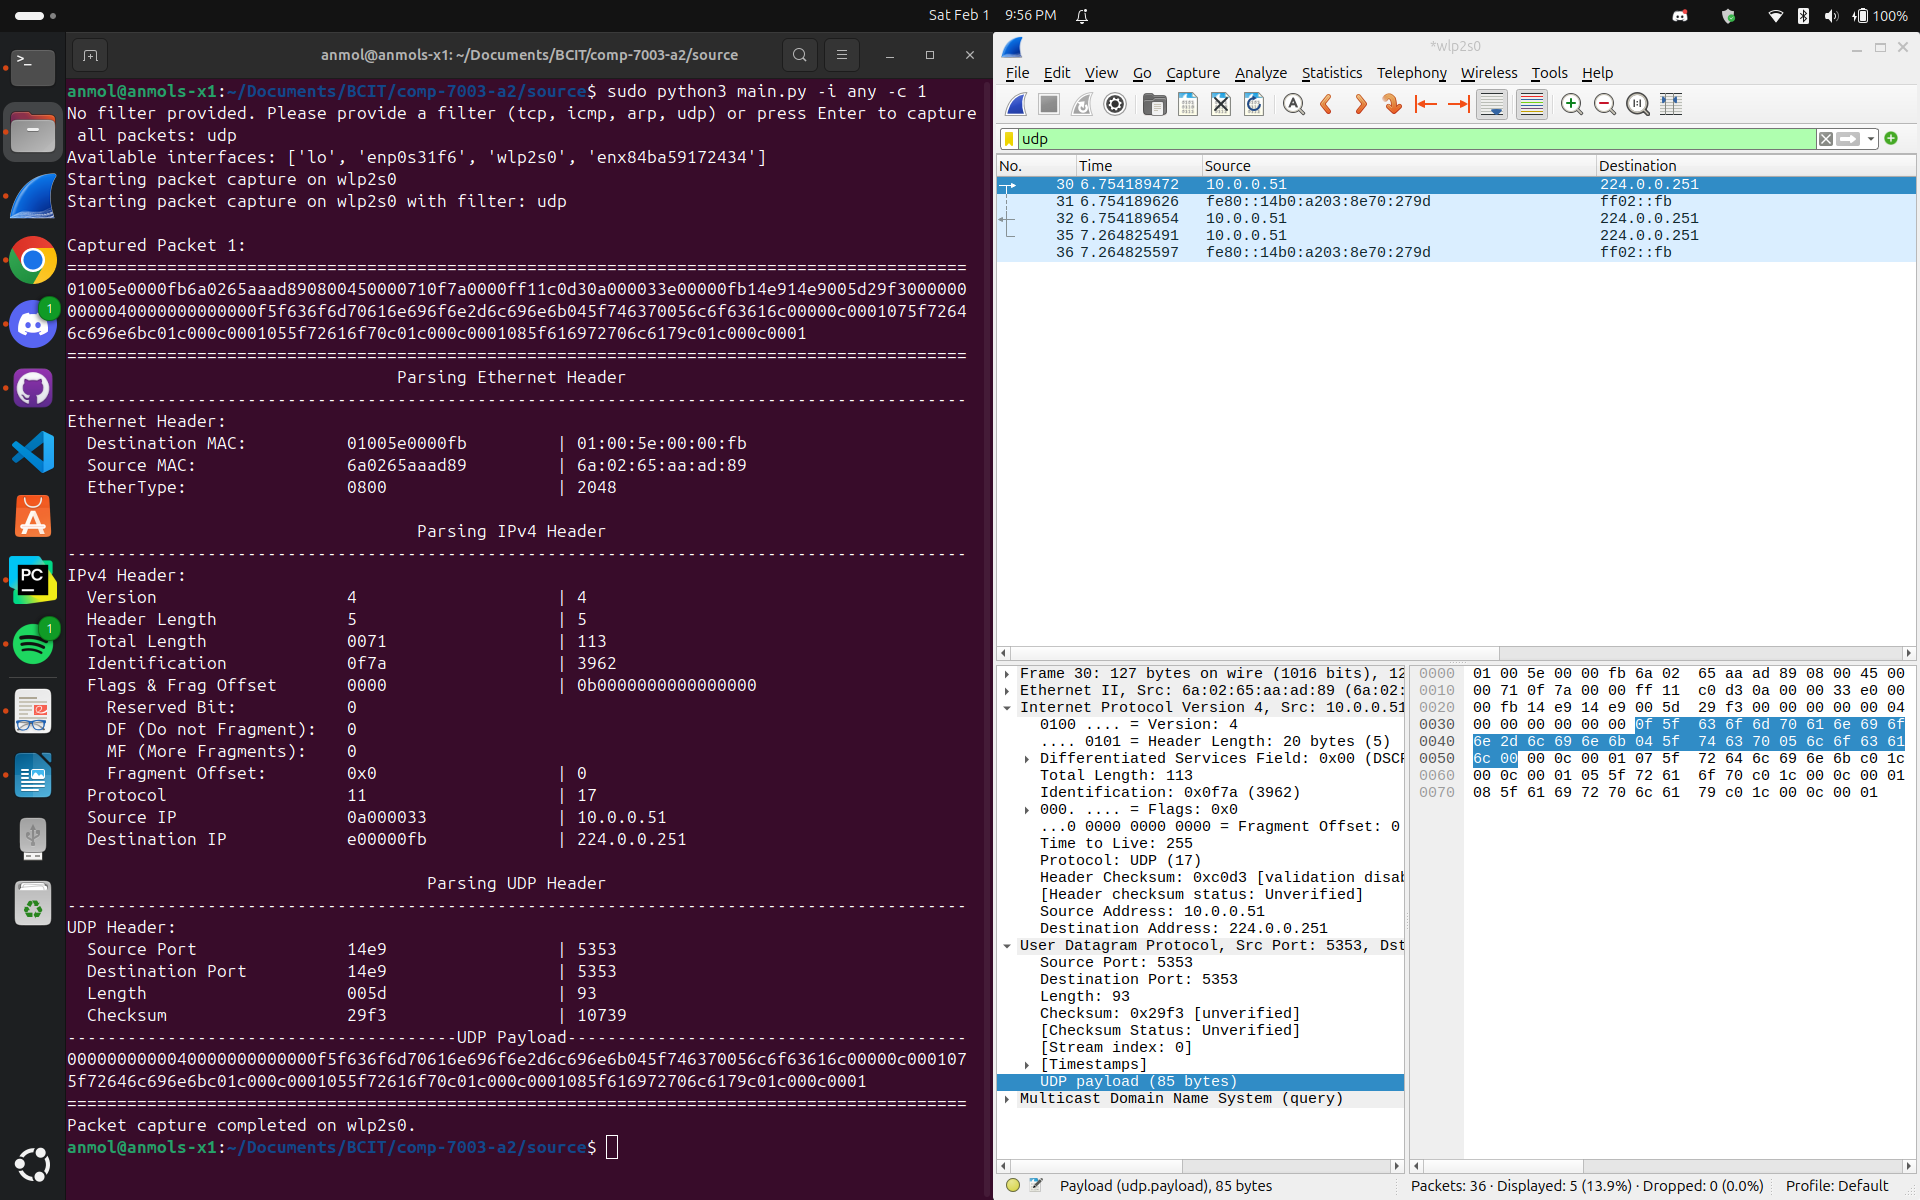 Sat Feb 1 9:56 PM
100%
anmol@anmols-x1: ~/Documents/BCIT/comp-7003-a2/source
anmol@anmols-x1:~/Documents/BCIT/comp-7003-a2/source$ sudo python3 main.py -i any -c 1
No filter provided. Please provide a filter (tcp, icmp, arp, udp) or press Enter to capture
all packets: udp
Available interfaces: ['lo', 'enp0s31f6', 'wlp2s0', 'enx84ba59172434']
Starting packet capture on wlp2s0
Starting packet capture on wlp2s0 with filter: udp
Captured Packet 1:
==========================================================================================
01005e0000fb6a0265aaad890800450000710f7a0000ff11c0d30a000033e00000fb14e914e9005d29f3000000
0000040000000000000f5f636f6d70616e696f6e2d6c696e6b045f746370056c6f63616c00000c0001075f7264
6c696e6bc01c000c0001055f72616f70c01c000c0001085f616972706c6179c01c000c0001
==========================================================================================
Parsing Ethernet Header
------------------------------------------------------------------------------------------
Ethernet Header:
Destination MAC: 01005e0000fb | 01:00:5e:00:00:fb
Source MAC: 6a0265aaad89 | 6a:02:65:aa:ad:89
EtherType: 0800 | 2048
Parsing IPv4 Header
------------------------------------------------------------------------------------------
IPv4 Header:
Version 4 | 4
Header Length 5 | 5
Total Length 0071 | 113
Identification 0f7a | 3962
Flags & Frag Offset 0000 | 0b0000000000000000
Reserved Bit: 0
DF (Do not Fragment): 0
MF (More Fragments): 0
Fragment Offset: 0x0 | 0
Protocol 11 | 17
Source IP 0a000033 | 10.0.0.51
Destination IP e00000fb | 224.0.0.251
Parsing UDP Header
------------------------------------------------------------------------------------------
UDP Header:
Source Port 14e9 | 5353
Destination Port 14e9 | 5353
Length 005d | 93
Checksum 29f3 | 10739
---------------------------------------UDP Payload----------------------------------------
0000000000040000000000000f5f636f6d70616e696f6e2d6c696e6b045f746370056c6f63616c00000c000107
5f72646c696e6bc01c000c0001055f72616f70c01c000c0001085f616972706c6179c01c000c0001
==========================================================================================
Packet capture completed on wlp2s0.
anmol@anmols-x1:~/Documents/BCIT/comp-7003-a2/source$
1
PC
1
*wlp2s0
File Edit View Go Capture Analyze Statistics Telephony Wireless Tools Help
udp
No. Time Source Destination
30 6.754189472 10.0.0.51 224.0.0.251
31 6.754189626 fe80::14b0:a203:8e70:279d ff02::fb
32 6.754189654 10.0.0.51 224.0.0.251
35 7.264825491 10.0.0.51 224.0.0.251
36 7.264825597 fe80::14b0:a203:8e70:279d ff02::fb
Frame 30: 127 bytes on wire (1016 bits), 12
Ethernet II, Src: 6a:02:65:aa:ad:89 (6a:02:
Internet Protocol Version 4, Src: 10.0.0.51
0100 .... = Version: 4
.... 0101 = Header Length: 20 bytes (5)
Differentiated Services Field: 0x00 (DSCP
Total Length: 113
Identification: 0x0f7a (3962)
000. .... = Flags: 0x0
...0 0000 0000 0000 = Fragment Offset: 0
Time to Live: 255
Protocol: UDP (17)
Header Checksum: 0xc0d3 [validation disab
[Header checksum status: Unverified]
Source Address: 10.0.0.51
Destination Address: 224.0.0.251
User Datagram Protocol, Src Port: 5353, Dst
Source Port: 5353
Destination Port: 5353
Length: 93
Checksum: 0x29f3 [unverified]
[Checksum Status: Unverified]
[Stream index: 0]
[Timestamps]
UDP payload (85 bytes)
Multicast Domain Name System (query)
0000 01 00 5e 00 00 fb 6a 02 65 aa ad 89 08 00 45 00
0010 00 71 0f 7a 00 00 ff 11 c0 d3 0a 00 00 33 e0 00
0020 00 fb 14 e9 14 e9 00 5d 29 f3 00 00 00 00 00 04
0030 00 00 00 00 00 00 0f 5f 63 6f 6d 70 61 6e 69 6f
0040 6e 2d 6c 69 6e 6b 04 5f 74 63 70 05 6c 6f 63 61
0050 6c 00 00 0c 00 01 07 5f 72 64 6c 69 6e 6b c0 1c
0060 00 0c 00 01 05 5f 72 61 6f 70 c0 1c 00 0c 00 01
0070 08 5f 61 69 72 70 6c 61 79 c0 1c 00 0c 00 01
Payload (udp.payload), 85 bytes
Packets: 36 · Displayed: 5 (13.9%) · Dropped: 0 (0.0%)
Profile: Default